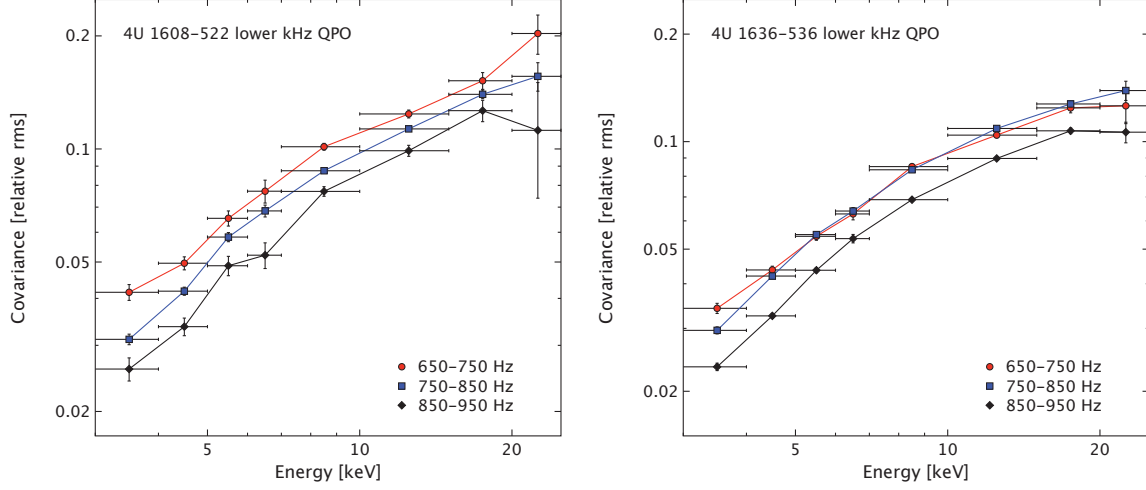 4U 1608–522 lower kHz QPO
Covariance [relative rms]
0.2
0.1
0.05
0.02
650–750 Hz
750–850 Hz
850–950 Hz
5
10
20
Energy [keV]
4U 1636–536 lower kHz QPO
Covariance [relative rms]
0.2
0.1
0.05
0.02
650–750 Hz
750–850 Hz
850–950 Hz
5
10
20
Energy [keV]